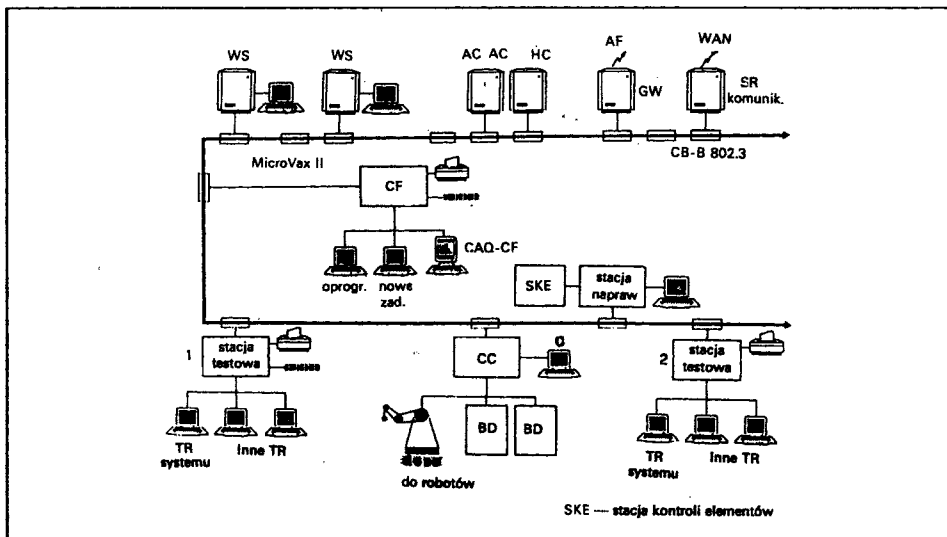 WS
WS
AC AC
HC
AF
WAN
GW
SR
komunik.
CB-B 802.3
MicroVax II
CF
CAQ-CF
oprogr.
nowe
zad.
SKE
stacja
napraw
1
stacja
testowa
CC
2
stacja
testowa
BD
BD
TR
systemu
Inne TR
do robotów
TR
systemu
Inne TR
SKE — stacja kontroli elementów